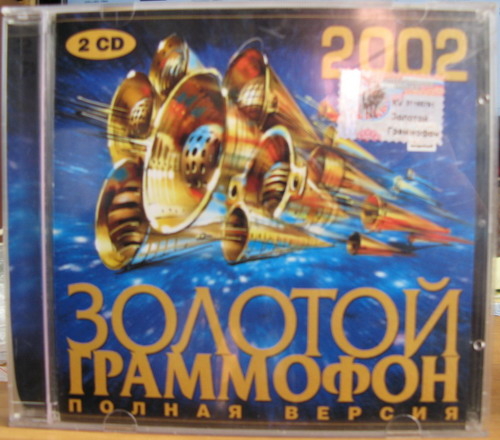 2 CD
2002
Золотой
Граммофон
ЗОЛОТОЙ
ГРАММОФОН
ПОЛНАЯ ВЕРСИЯ